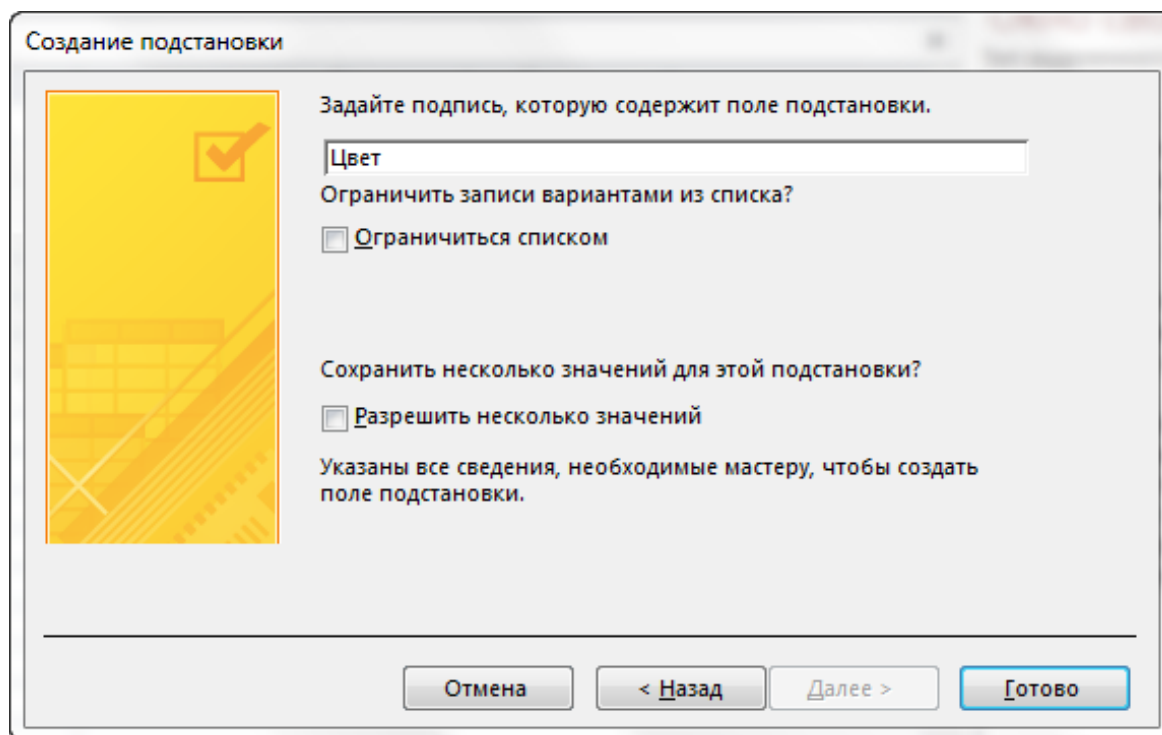 Создание подстановки
Задайте подпись, которую содержит поле подстановки.
Цвет
Ограничить записи вариантами из списка?
Ограничиться списком
Сохранить несколько значений для этой подстановки?
Разрешить несколько значений
Указаны все сведения, необходимые мастеру, чтобы создать
поле подстановки.
Отмена < Назад Далее > Готово